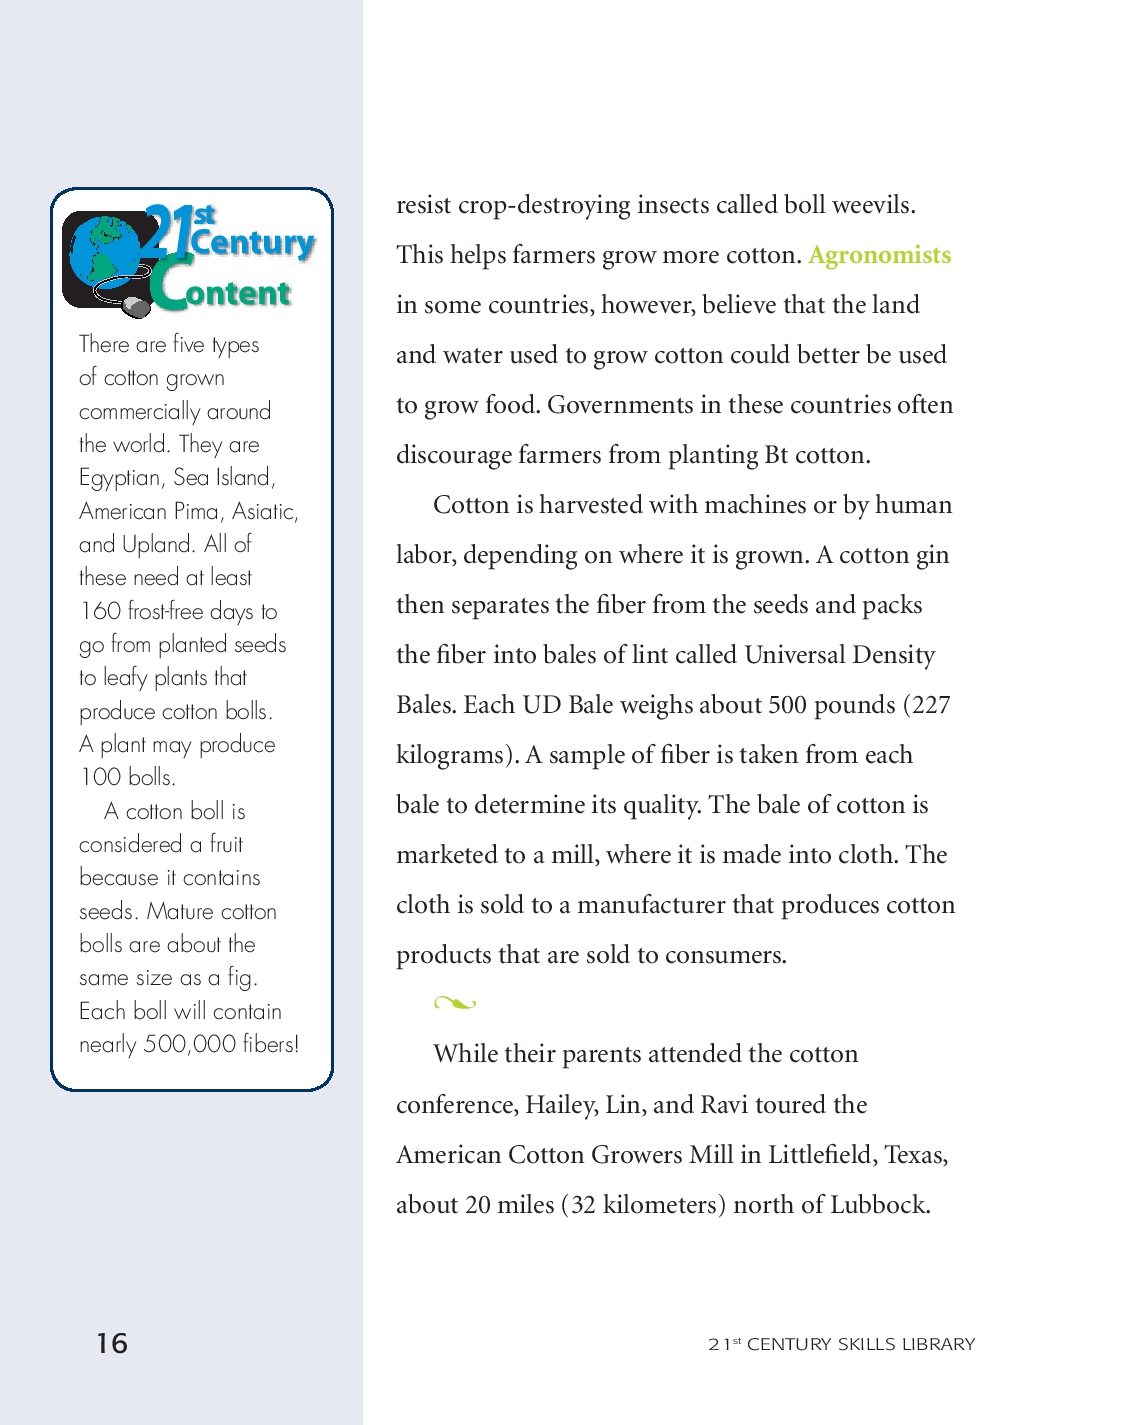 21st
Century
Content
There are five types
of cotton grown
commercially around
the world. They are
Egyptian, Sea Island,
American Pima, Asiatic,
and Upland. All of
these need at least
160 frost-free days to
go from planted seeds
to leafy plants that
produce cotton bolls.
A plant may produce
100 bolls.
A cotton boll is
considered a fruit
because it contains
seeds. Mature cotton
bolls are about the
same size as a fig.
Each boll will contain
nearly 500,000 fibers!
resist crop-destroying insects called boll weevils.
This helps farmers grow more cotton. Agronomists
in some countries, however, believe that the land
and water used to grow cotton could better be used
to grow food. Governments in these countries often
discourage farmers from planting Bt cotton.
Cotton is harvested with machines or by human
labor, depending on where it is grown. A cotton gin
then separates the fiber from the seeds and packs
the fiber into bales of lint called Universal Density
Bales. Each UD Bale weighs about 500 pounds (227
kilograms). A sample of fiber is taken from each
bale to determine its quality. The bale of cotton is
marketed to a mill, where it is made into cloth. The
cloth is sold to a manufacturer that produces cotton
products that are sold to consumers.
While their parents attended the cotton
conference, Hailey, Lin, and Ravi toured the
American Cotton Growers Mill in Littlefield, Texas,
about 20 miles (32 kilometers) north of Lubbock.
16
21st CENTURY SKILLS LIBRARY